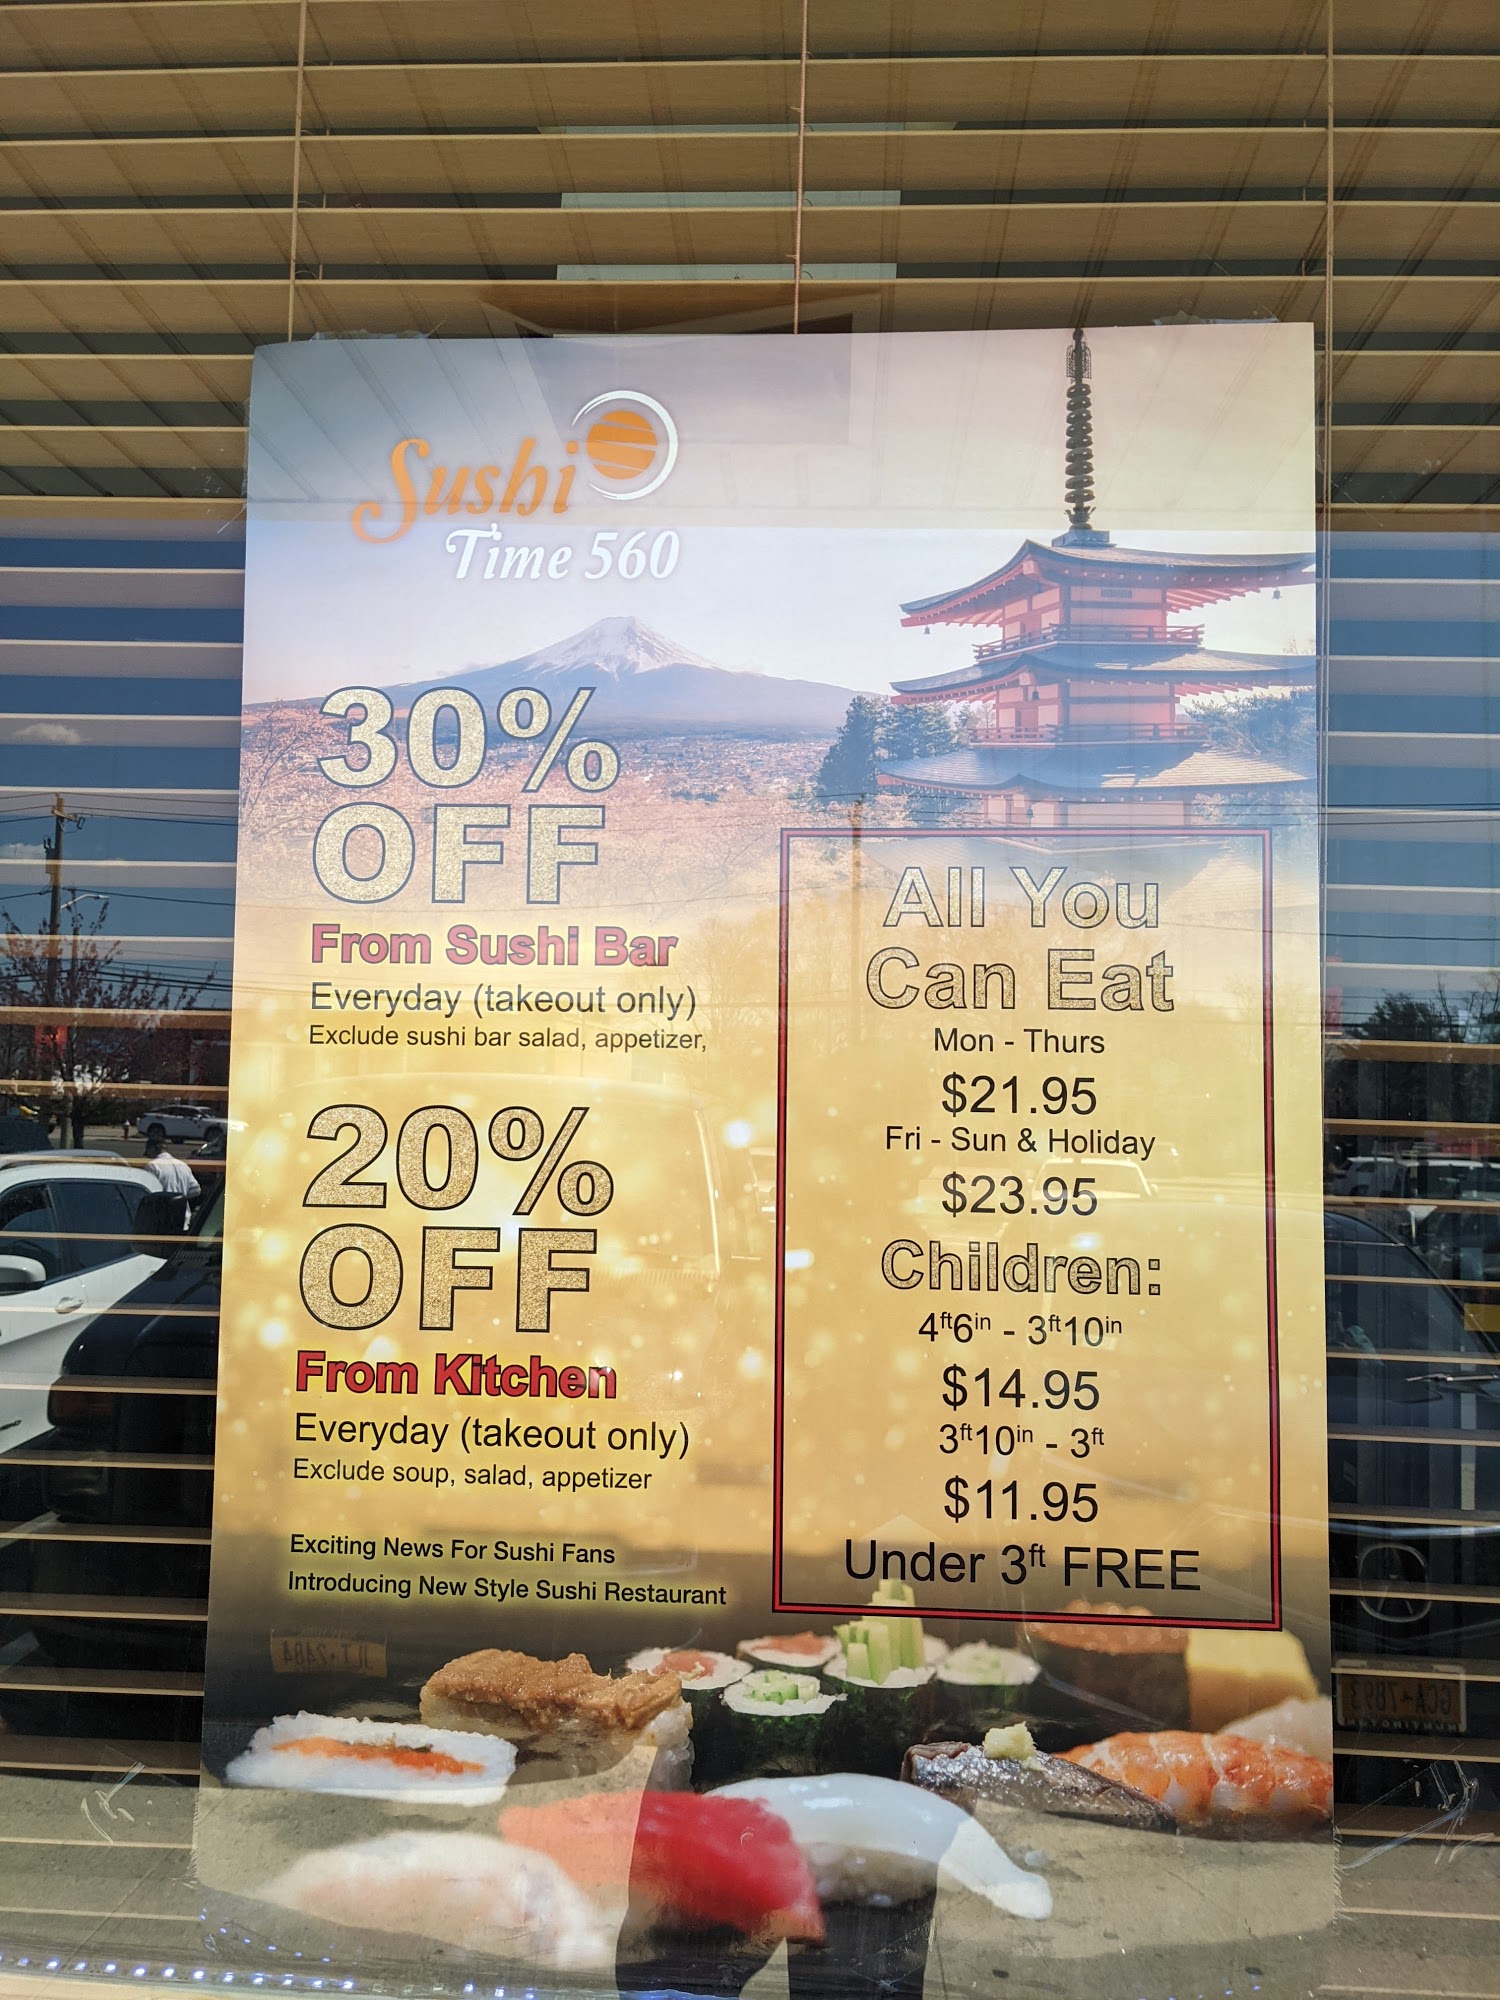 Sushi
Time 560
30%
OFF
From Sushi Bar
Everyday (takeout only)
Exclude sushi bar salad, appetizer,
20%
OFF
From Kitchen
Everyday (takeout only)
Exclude soup, salad, appetizer
Exciting News For Sushi Fans
Introducing New Style Sushi Restaurant
All You
Can Eat
Mon - Thurs
$21.95
Fri - Sun & Holiday
$23.95
Children:
4ft6in - 3ft10in
$14.95
3ft10in - 3ft
$11.95
Under 3ft FREE